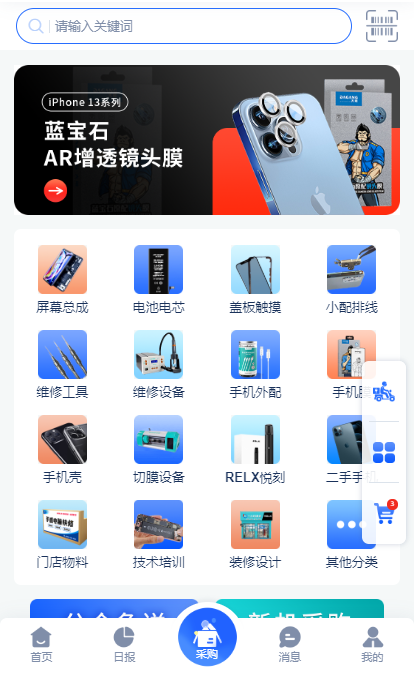 请输入关键词
iPhone 13系列
蓝宝石
AR增透镜头膜
屏幕总成
电池电芯
盖板触摸
小配排线
维修工具
维修设备
手机外配
手机膜
手机壳
切膜设备
RELX悦刻
二手手机
3
门店物料
技术培训
装修设计
其他分类
首页
日报
采购
消息
我的